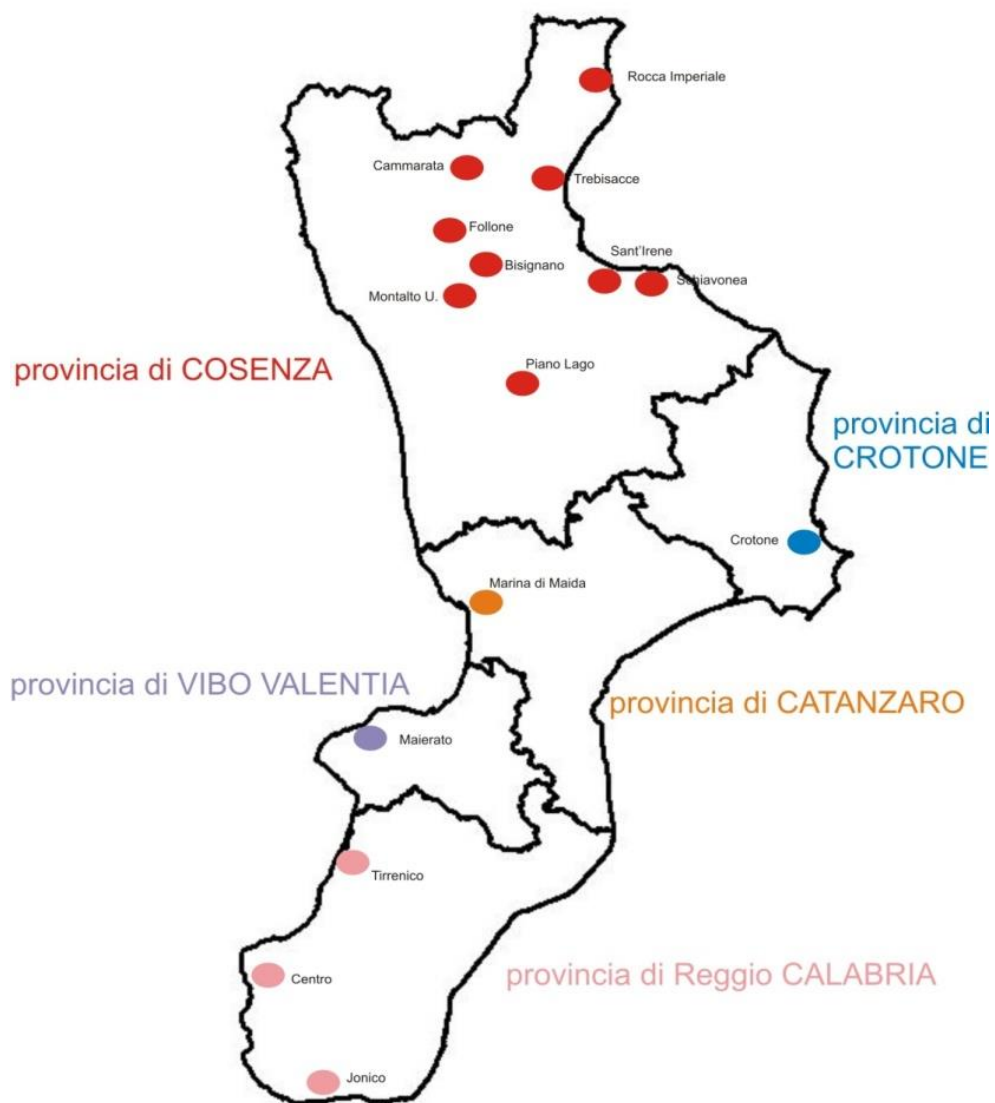 Rocca Imperiale
Cammarata
Trebisacce
Follone
Sant'Irene
Bisignano
Schiavonea
Montalto U.
provincia di COSENZA
Piano Lago
provincia di
CROTONE
Crotone
Marina di Maida
provincia di VIBO VALENTIA
provincia di CATANZARO
Maierato
Tirrenico
provincia di Reggio CALABRIA
Centro
Jonico